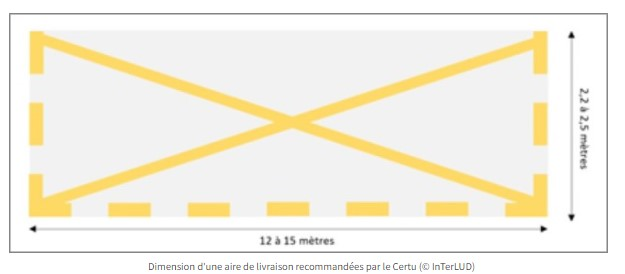 2,2 à 2,5 mètres
12 à 15 mètres
Dimension d'une aire de livraison recommandées par le Certu (© InTerLUD)